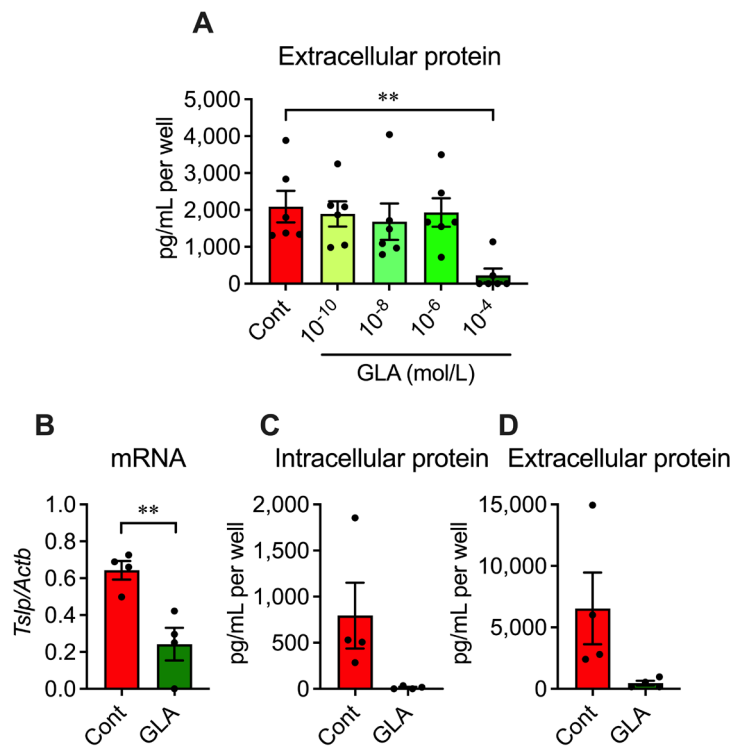 A
Extracellular protein
**
pg/mL per well
5,000
4,000
3,000
2,000
1,000
0
Cont
10⁻¹⁰
10⁻⁸
10⁻⁶
10⁻⁴
GLA (mol/L)
B
mRNA
**
Tslp/Actb
1.0
0.8
0.6
0.4
0.2
0.0
Cont
GLA
C
Intracellular protein
pg/mL per well
2,000
1,500
1,000
500
0
Cont
GLA
D
Extracellular protein
pg/mL per well
15,000
10,000
5,000
0
Cont
GLA